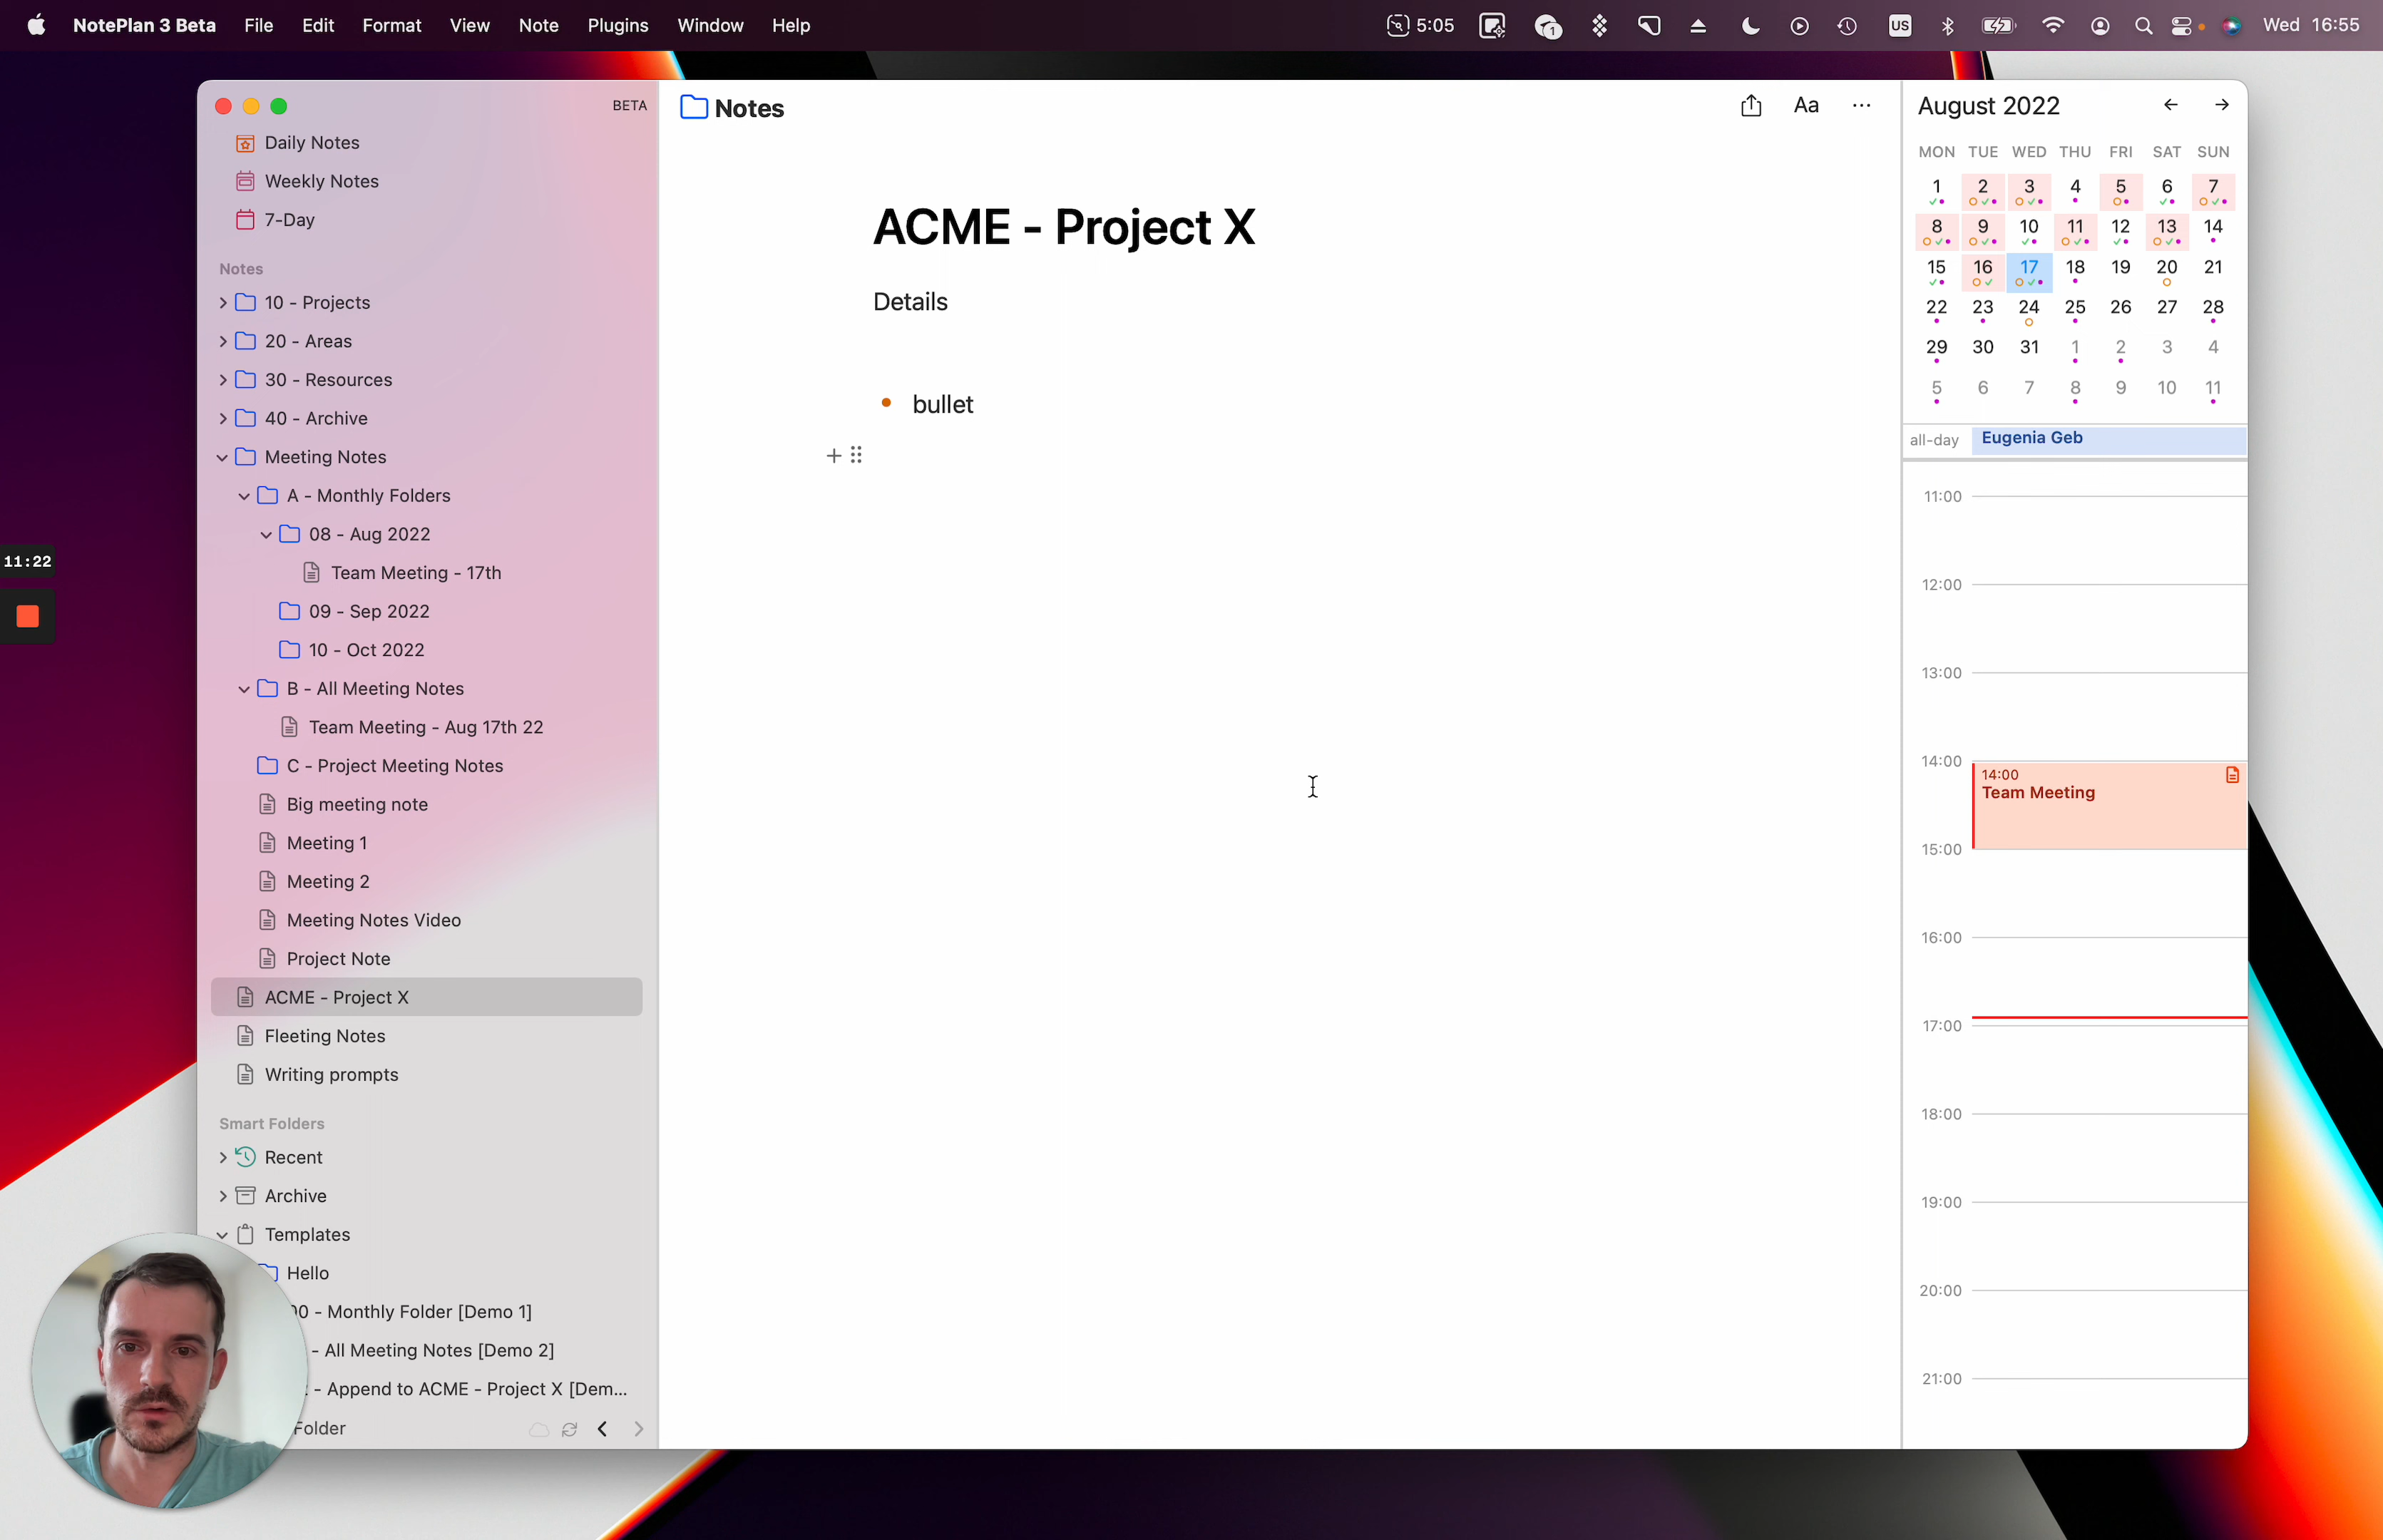 NotePlan 3 Beta File Edit Format View Note Plugins Window Help 5:05 1 US Wed 16:55
BETA
Daily Notes
Weekly Notes
7-Day
Notes
10 - Projects
20 - Areas
30 - Resources
40 - Archive
Meeting Notes
A - Monthly Folders
08 - Aug 2022
Team Meeting - 17th
09 - Sep 2022
10 - Oct 2022
B - All Meeting Notes
Team Meeting - Aug 17th 22
C - Project Meeting Notes
Big meeting note
Meeting 1
Meeting 2
Meeting Notes Video
Project Note
ACME - Project X
Fleeting Notes
Writing prompts
Smart Folders
Recent
Archive
Templates
Hello
00 - Monthly Folder [Demo 1]
- All Meeting Notes [Demo 2]
- Append to ACME - Project X [Dem...
Folder
11:22
Notes
Aa
ACME - Project X
Details
bullet
August 2022
MON TUE WED THU FRI SAT SUN
1 2 3 4 5 6 7
8 9 10 11 12 13 14
15 16 17 18 19 20 21
22 23 24 25 26 27 28
29 30 31 1 2 3 4
5 6 7 8 9 10 11
all-day Eugenia Geb
11:00
12:00
13:00
14:00
14:00
Team Meeting
15:00
16:00
17:00
18:00
19:00
20:00
21:00